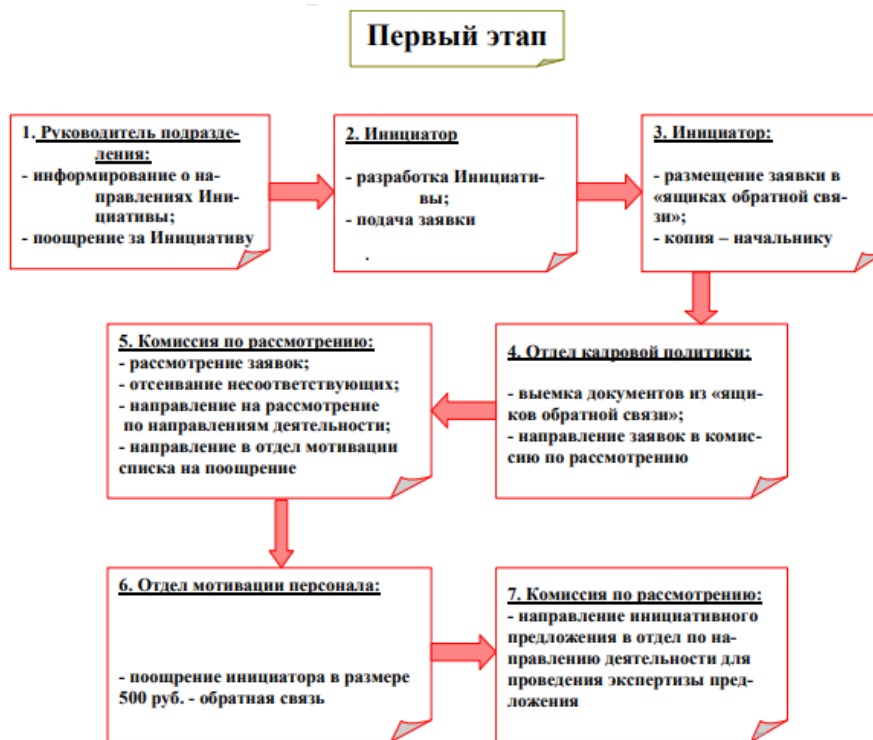 Первый этап
1. Руководитель подразде-
ления:
- информирование о на-
правлениях Ини-
циативы;
- поощрение за Инициативу
2. Инициатор
- разработка Инициати-
вы;
- подача заявки
.
3. Инициатор:
- размещение заявки в
«ящиках обратной свя-
зи»;
- копия – начальнику
4. Отдел кадровой политики:
- выемка документов из «ящи-
ков обратной связи»;
- направление заявок в комис-
сию по рассмотрению
5. Комиссия по рассмотрению:
- рассмотрение заявок;
- отсеивание несоответствующих;
- направление на рассмотрение
по направлениям деятельности;
- направление в отдел мотивации
списка на поощрение
6. Отдел мотивации персонала:
- поощрение инициатора в размере
500 руб. - обратная связь
7. Комиссия по рассмотрению:
- направление инициативного
предложения в отдел по на-
правлению деятельности для
проведения экспертизы пред-
ложения